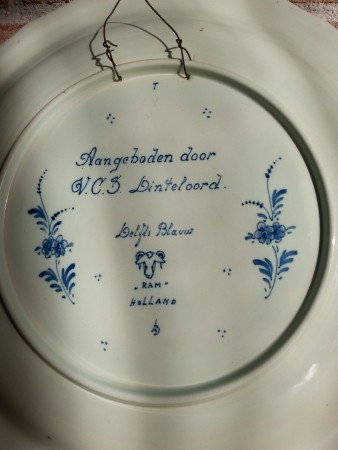 T
Aangeboden door
V.C.S. Dinteloord.
Delfts Blauw
„RAM”
HOLLAND